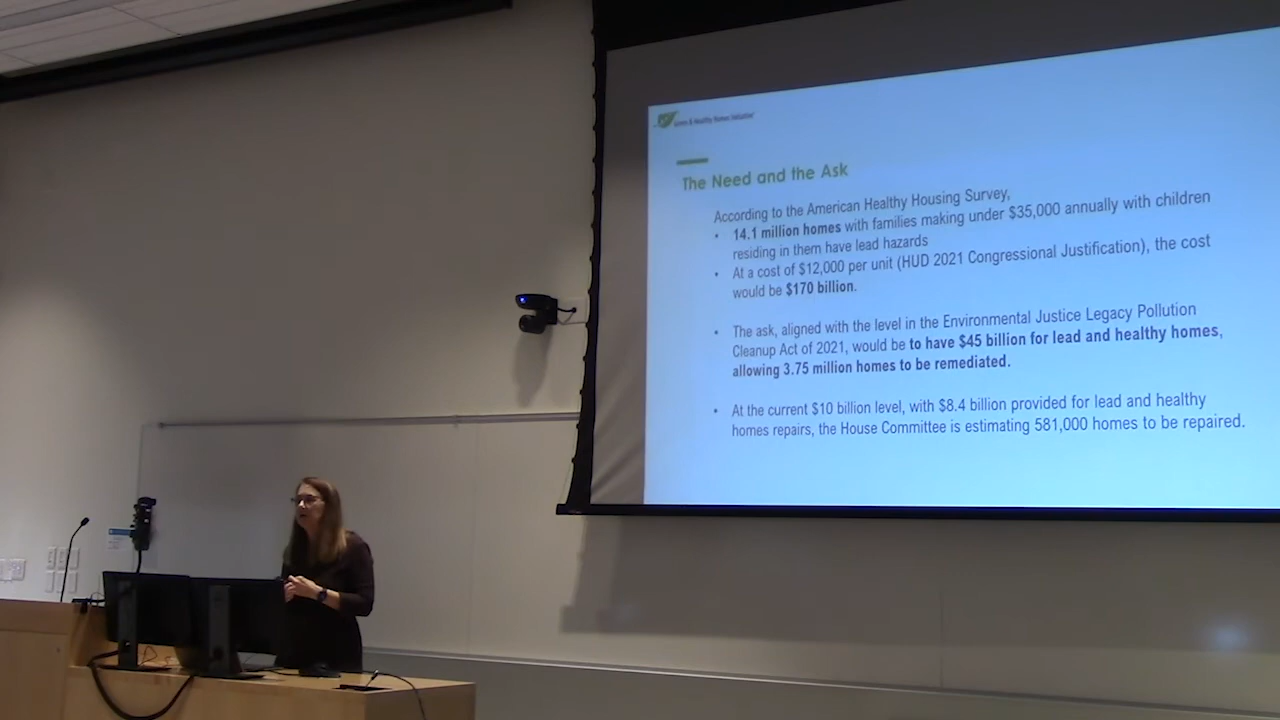 Green & Healthy Homes Initiative
The Need and the Ask
According to the American Healthy Housing Survey,
• 14.1 million homes with families making under $35,000 annually with children
residing in them have lead hazards
• At a cost of $12,000 per unit (HUD 2021 Congressional Justification), the cost
would be $170 billion.
• The ask, aligned with the level in the Environmental Justice Legacy Pollution
Cleanup Act of 2021, would be to have $45 billion for lead and healthy homes,
allowing 3.75 million homes to be remediated.
• At the current $10 billion level, with $8.4 billion provided for lead and healthy
homes repairs, the House Committee is estimating 581,000 homes to be repaired.